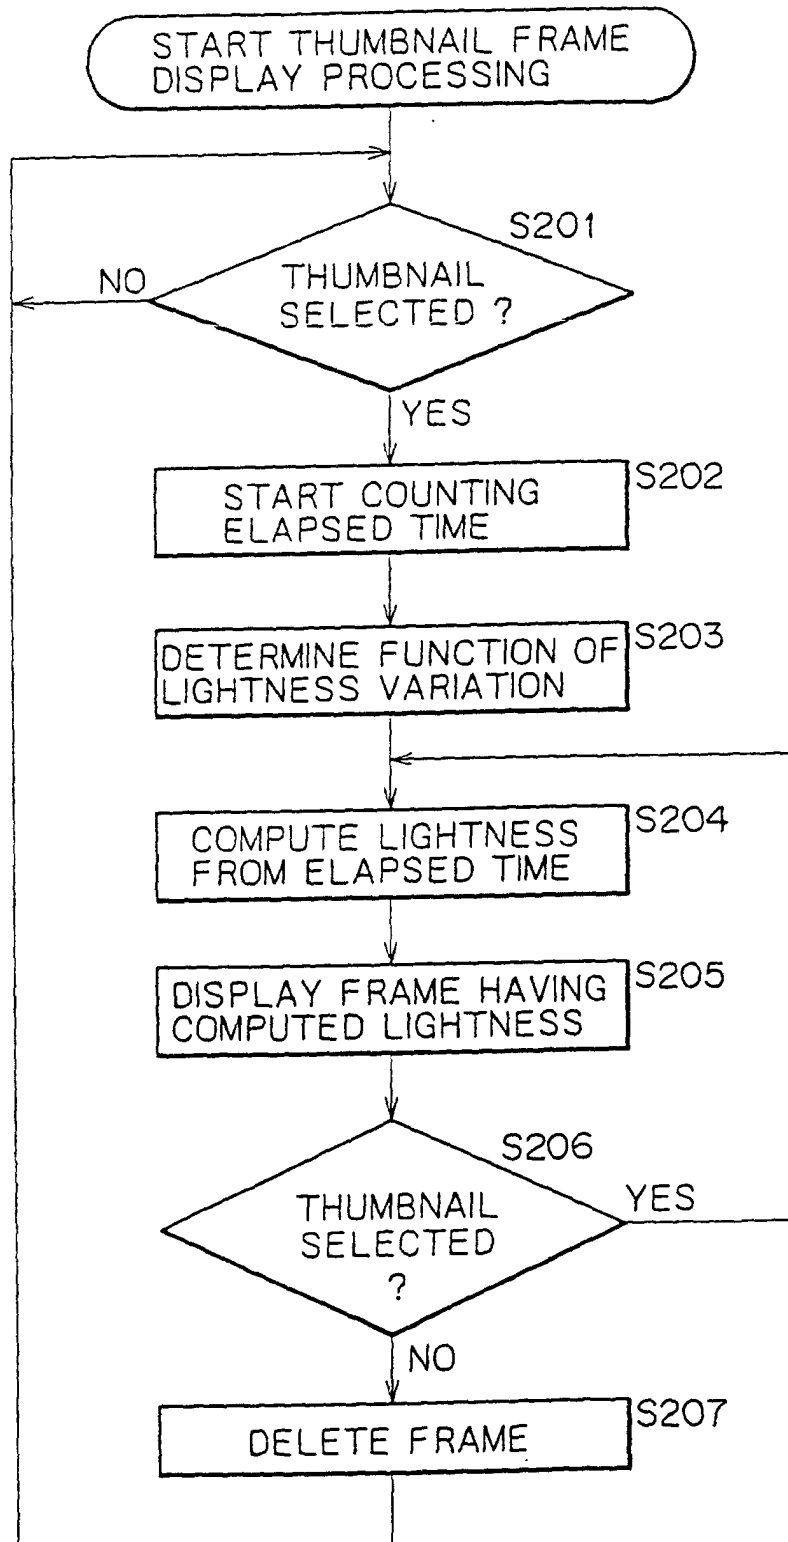 START THUMBNAIL FRAME
DISPLAY PROCESSING
S201
NO
THUMBNAIL
SELECTED ?
YES
S202
START COUNTING
ELAPSED TIME
S203
DETERMINE FUNCTION OF
LIGHTNESS VARIATION
S204
COMPUTE LIGHTNESS
FROM ELAPSED TIME
S205
DISPLAY FRAME HAVING
COMPUTED LIGHTNESS
S206
THUMBNAIL
SELECTED
?
YES
NO
S207
DELETE FRAME